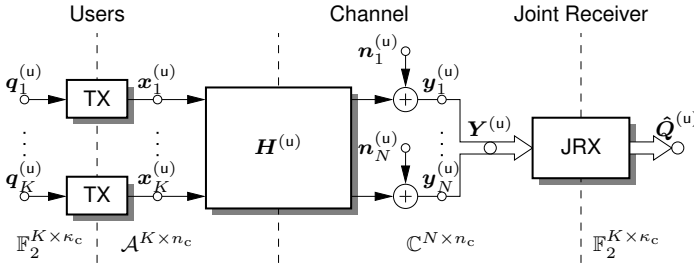 Users Channel Joint Receiver
n_1^{(u)}
q_1^{(u)} x_1^{(u)} y_1^{(u)}
TX
Y^{(u)} Q̂^{(u)}
H^{(u)} n_N^{(u)} JRX
q_K^{(u)} x_K^{(u)} y_N^{(u)}
TX
𝔽_2^{K×κ_c} 𝒜^{K×n_c} ℂ^{N×n_c} 𝔽_2^{K×κ_c}